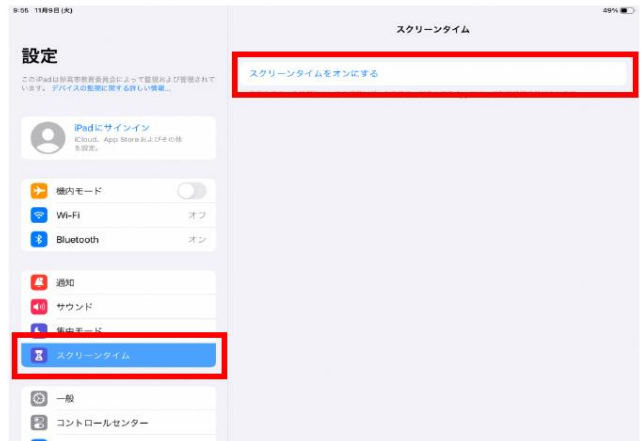 9:55 11月9日(火)
49%
スクリーンタイム
設定
このiPadは
市教育委員会によって監視および管理されて
います。デバイスの監視に関する詳しい情報...
スクリーンタイムをオンにする
iPadにサインイン
iCloud、App Storeおよびその他
を設定。
機内モード
Wi-Fi オフ
Bluetooth オン
通知
サウンド
集中モード
スクリーンタイム
一般
コントロールセンター